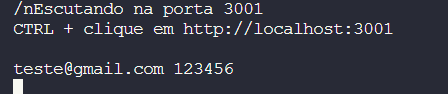 /nEscutando na porta 3001
CTRL + clique em http://localhost:3001
teste@gmail.com 123456